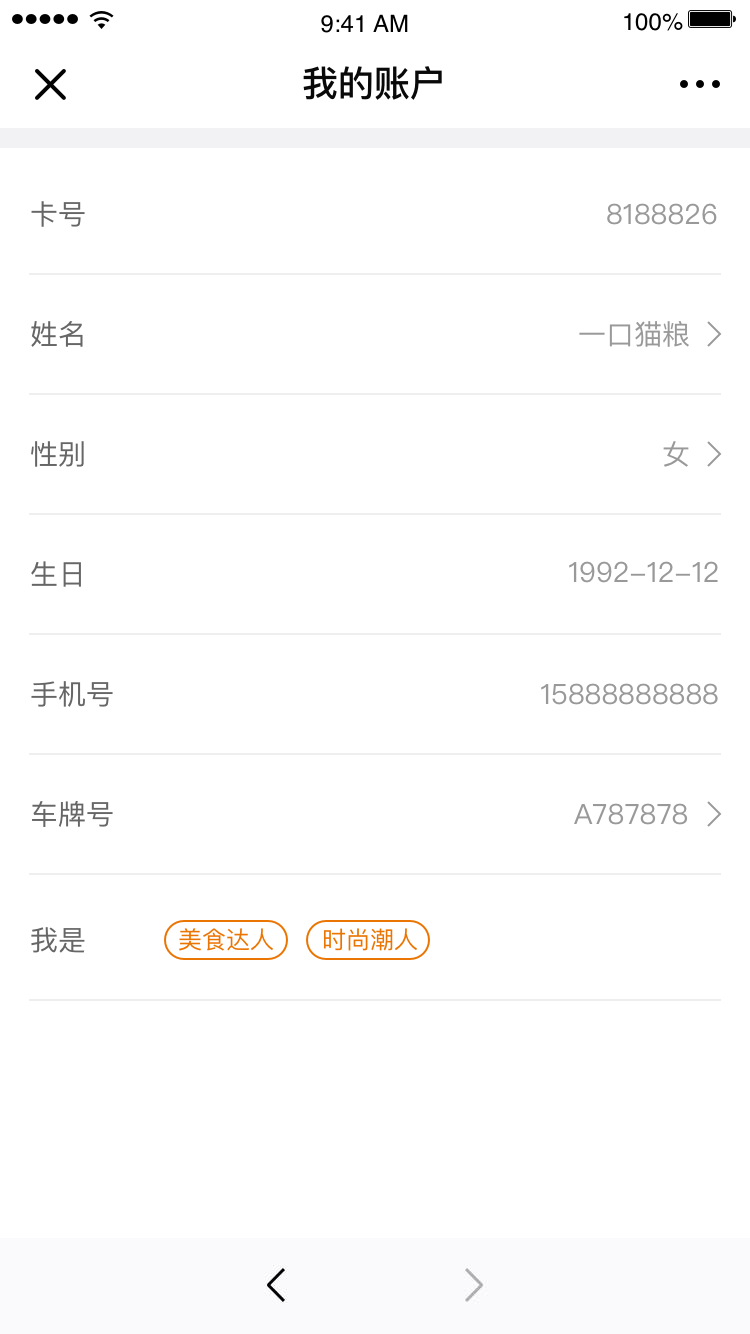 9:41 AM 100%
我的账户
卡号 8188826
姓名 一口猫粮
性别 女
生日 1992-12-12
手机号 15888888888
车牌号 A787878
我是 美食达人 时尚潮人